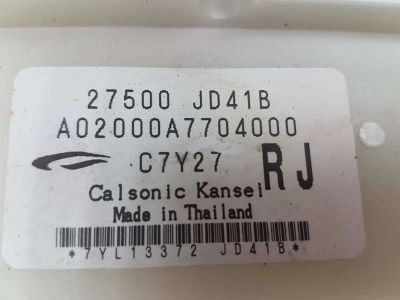 27500 JD41B
A02000A7704000
C7Y27 RJ
Calsonic Kansei
Made in Thailand
*7YL13372 JD41B*